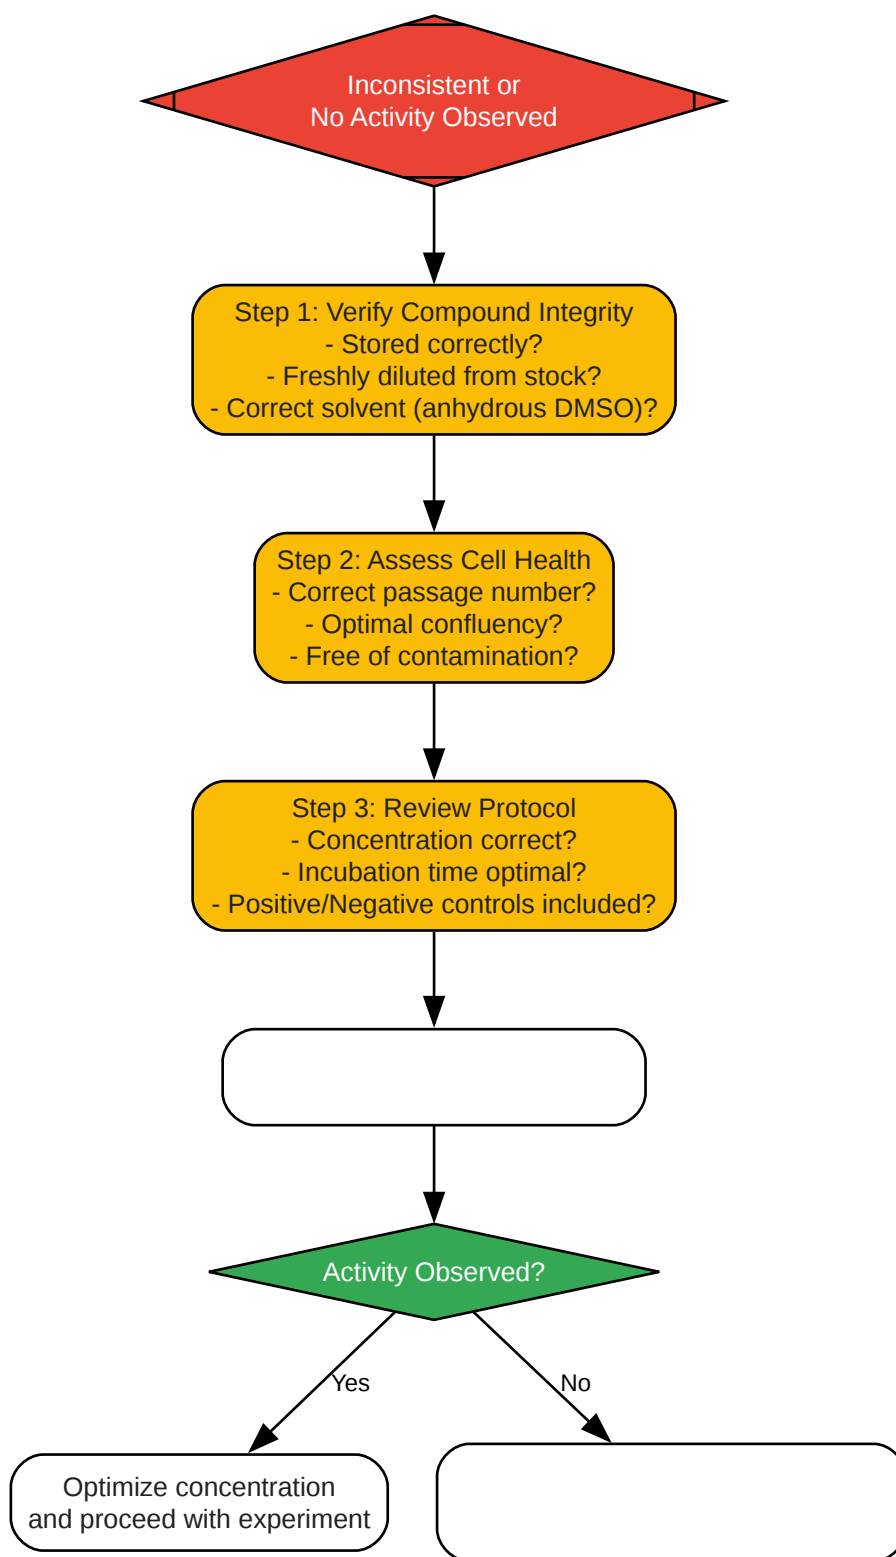 Inconsistent or
No Activity Observed
Step 1: Verify Compound Integrity
- Stored correctly?
- Freshly diluted from stock?
- Correct solvent (anhydrous DMSO)?
Step 2: Assess Cell Health
- Correct passage number?
- Optimal confluency?
- Free of contamination?
Step 3: Review Protocol
- Concentration correct?
- Incubation time optimal?
- Positive/Negative controls included?
Activity Observed?
Yes
No
Optimize concentration
and proceed with experiment